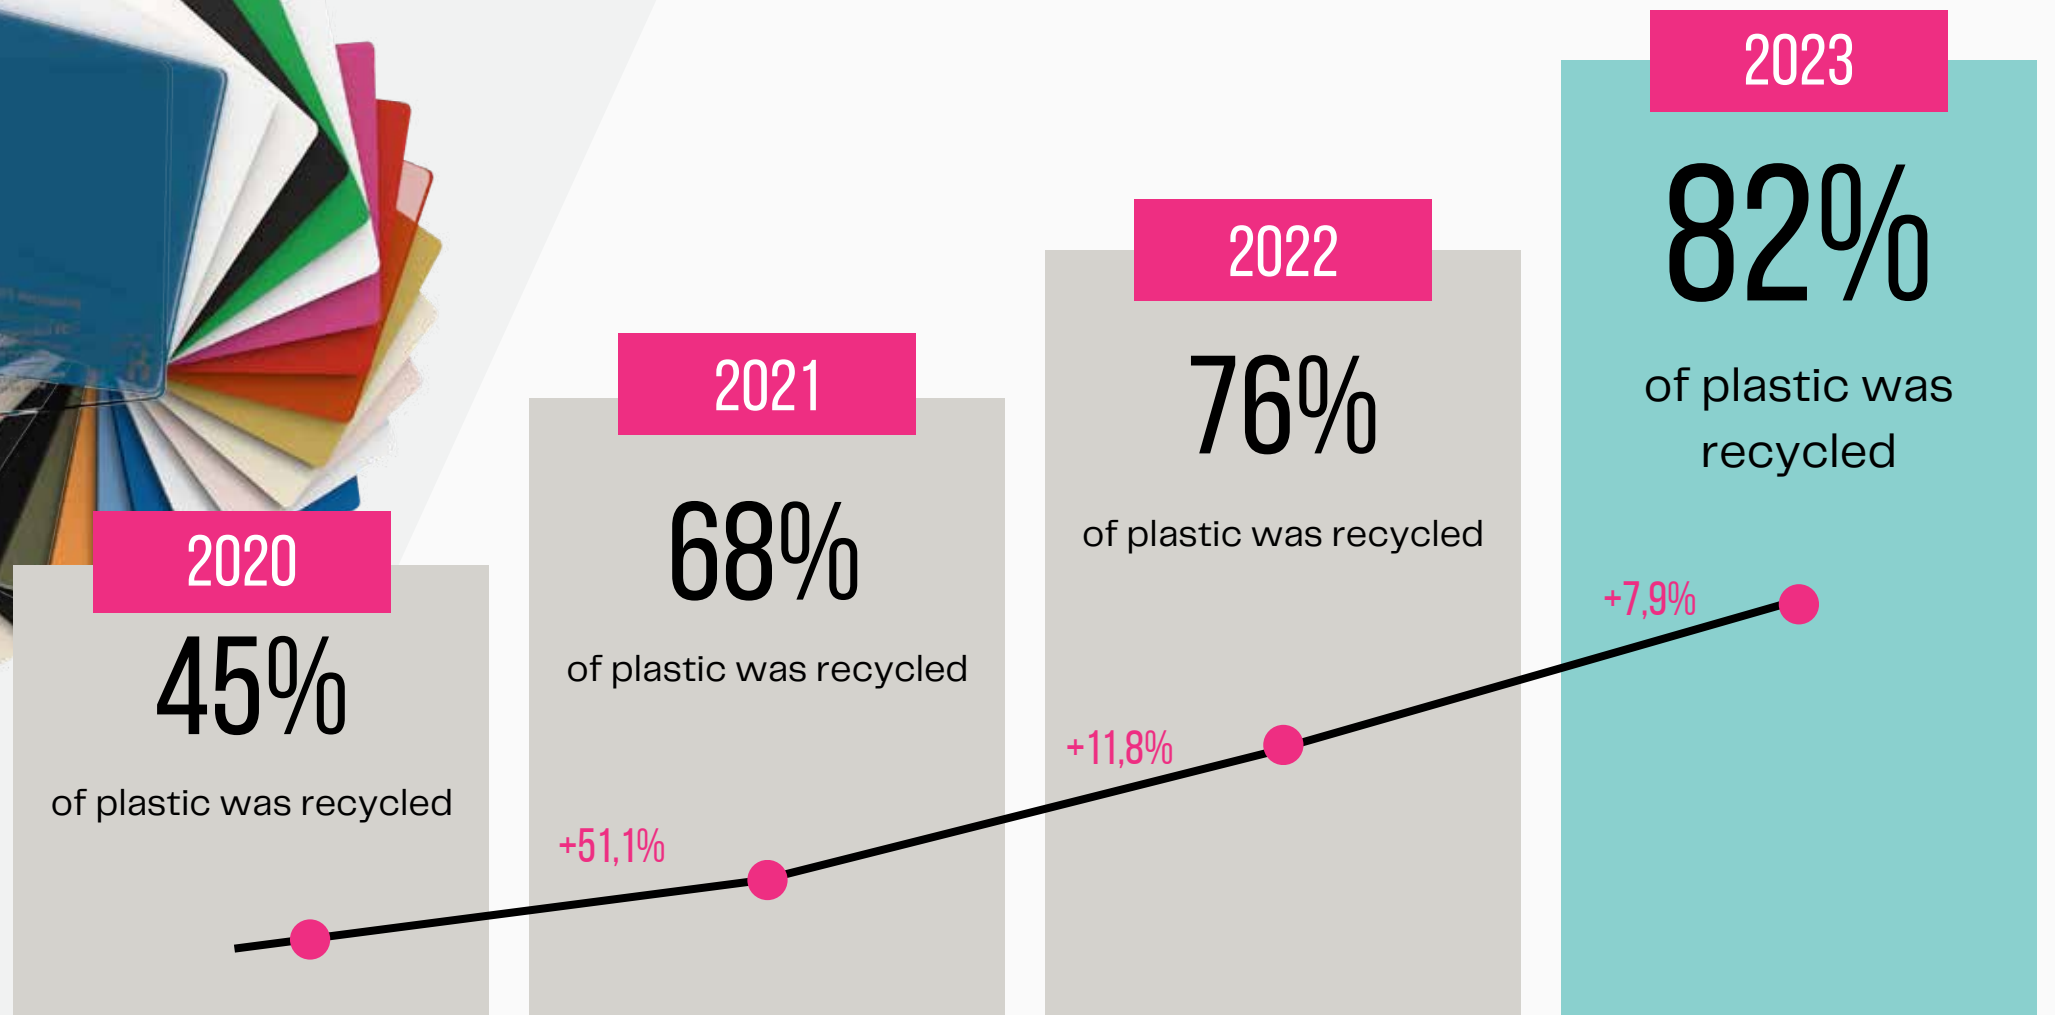 2020
45%
of plastic was recycled
2021
68%
of plastic was recycled
+51,1%
2022
76%
of plastic was recycled
+11,8%
2023
82%
of plastic was
recycled
+7,9%